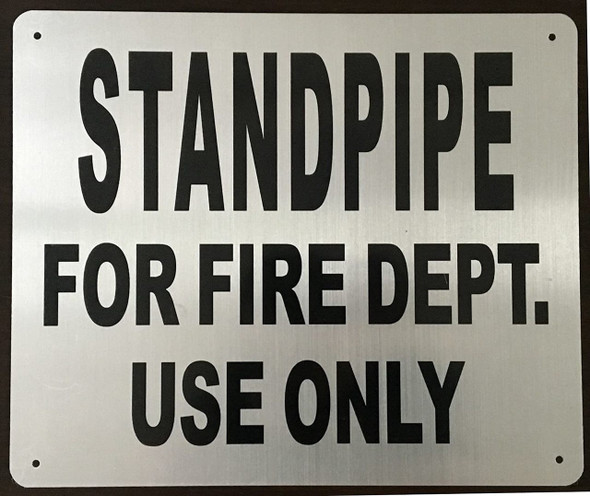 STANDPIPE
FOR FIRE DEPT.
USE ONLY